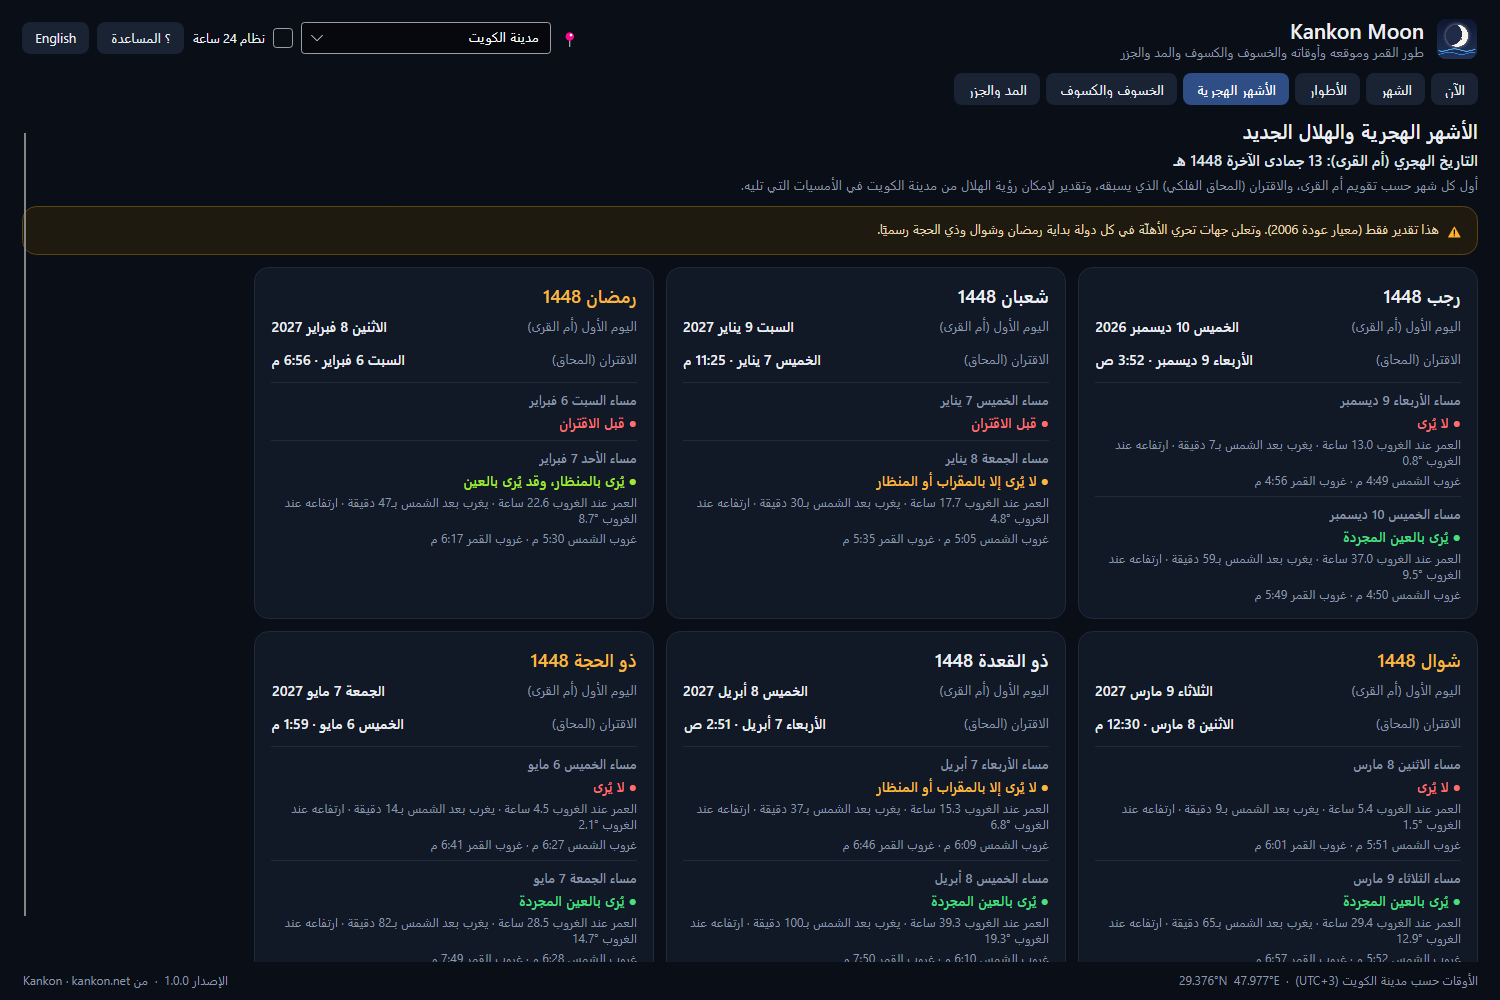 Kankon Moon
طور القمر وموقعه وأوقاته والخسوف والكسوف والمد والجزر
مدينة الكويت
نظام 24 ساعة
؟ المساعدة
English
الآن
الشهر
الأطوار
الأشهر الهجرية
الخسوف والكسوف
المد والجزر
الأشهر الهجرية والهلال الجديد
التاريخ الهجري (أم القرى): 13 جمادى الآخرة 1448 هـ
أول كل شهر حسب تقويم أم القرى، والاقتران (المحاق الفلكي) الذي يسبقه، وتقدير لإمكان رؤية الهلال من مدينة الكويت في الأمسيات التي تليه.
هذا تقدير فقط (معيار عودة 2006). وتعلن جهات تحري الأهلّة في كل دولة بداية رمضان وشوال وذي الحجة رسميًا.
رجب 1448
اليوم الأول (أم القرى) الخميس 10 ديسمبر 2026
الاقتران (المحاق) الأربعاء 9 ديسمبر · 3:52 ص
مساء الأربعاء 9 ديسمبر
● لا يُرى
العمر عند الغروب 13.0 ساعة · يغرب بعد الشمس بـ7 دقيقة · ارتفاعه عند
الغروب 0.8°
غروب الشمس 4:49 م · غروب القمر 4:56 م
مساء الخميس 10 ديسمبر
● يُرى بالعين المجردة
العمر عند الغروب 37.0 ساعة · يغرب بعد الشمس بـ59 دقيقة · ارتفاعه عند
الغروب 9.5°
غروب الشمس 4:50 م · غروب القمر 5:49 م
شعبان 1448
اليوم الأول (أم القرى) السبت 9 يناير 2027
الاقتران (المحاق) الخميس 7 يناير · 11:25 م
مساء الخميس 7 يناير
● قبل الاقتران
مساء الجمعة 8 يناير
● لا يُرى إلا بالمقراب أو المنظار
العمر عند الغروب 17.7 ساعة · يغرب بعد الشمس بـ30 دقيقة · ارتفاعه عند
الغروب 4.8°
غروب الشمس 5:05 م · غروب القمر 5:35 م
رمضان 1448
اليوم الأول (أم القرى) الاثنين 8 فبراير 2027
الاقتران (المحاق) السبت 6 فبراير · 6:56 م
مساء السبت 6 فبراير
● قبل الاقتران
مساء الأحد 7 فبراير
● يُرى بالمنظار، وقد يُرى بالعين
العمر عند الغروب 22.6 ساعة · يغرب بعد الشمس بـ47 دقيقة · ارتفاعه عند
الغروب 8.7°
غروب الشمس 5:30 م · غروب القمر 6:17 م
شوال 1448
اليوم الأول (أم القرى) الثلاثاء 9 مارس 2027
الاقتران (المحاق) الاثنين 8 مارس · 12:30 م
مساء الاثنين 8 مارس
● لا يُرى
العمر عند الغروب 5.4 ساعة · يغرب بعد الشمس بـ9 دقيقة · ارتفاعه عند
الغروب 1.5°
غروب الشمس 5:51 م · غروب القمر 6:01 م
مساء الثلاثاء 9 مارس
● يُرى بالعين المجردة
العمر عند الغروب 29.4 ساعة · يغرب بعد الشمس بـ65 دقيقة · ارتفاعه عند
الغروب 12.9°
غروب الشمس 5:52 م · غروب القمر 6:57 م
ذو القعدة 1448
اليوم الأول (أم القرى) الخميس 8 أبريل 2027
الاقتران (المحاق) الأربعاء 7 أبريل · 2:51 ص
مساء الأربعاء 7 أبريل
● لا يُرى إلا بالمقراب أو المنظار
العمر عند الغروب 15.3 ساعة · يغرب بعد الشمس بـ37 دقيقة · ارتفاعه عند
الغروب 6.8°
غروب الشمس 6:09 م · غروب القمر 6:46 م
مساء الخميس 8 أبريل
● يُرى بالعين المجردة
العمر عند الغروب 39.3 ساعة · يغرب بعد الشمس بـ100 دقيقة · ارتفاعه عند
الغروب 19.3°
غروب الشمس 6:10 م · غروب القمر 7:50 م
ذو الحجة 1448
اليوم الأول (أم القرى) الجمعة 7 مايو 2027
الاقتران (المحاق) الخميس 6 مايو · 1:59 م
مساء الخميس 6 مايو
● لا يُرى
العمر عند الغروب 4.5 ساعة · يغرب بعد الشمس بـ14 دقيقة · ارتفاعه عند
الغروب 2.1°
غروب الشمس 6:27 م · غروب القمر 6:41 م
مساء الجمعة 7 مايو
● يُرى بالعين المجردة
العمر عند الغروب 28.5 ساعة · يغرب بعد الشمس بـ82 دقيقة · ارتفاعه عند
الغروب 14.7°
غروب الشمس 6:28 م · غروب القمر 7:49 م
الأوقات حسب مدينة الكويت (UTC+3) · 29.376°N 47.977°E
الإصدار 1.0.0 · من Kankon · kankon.net